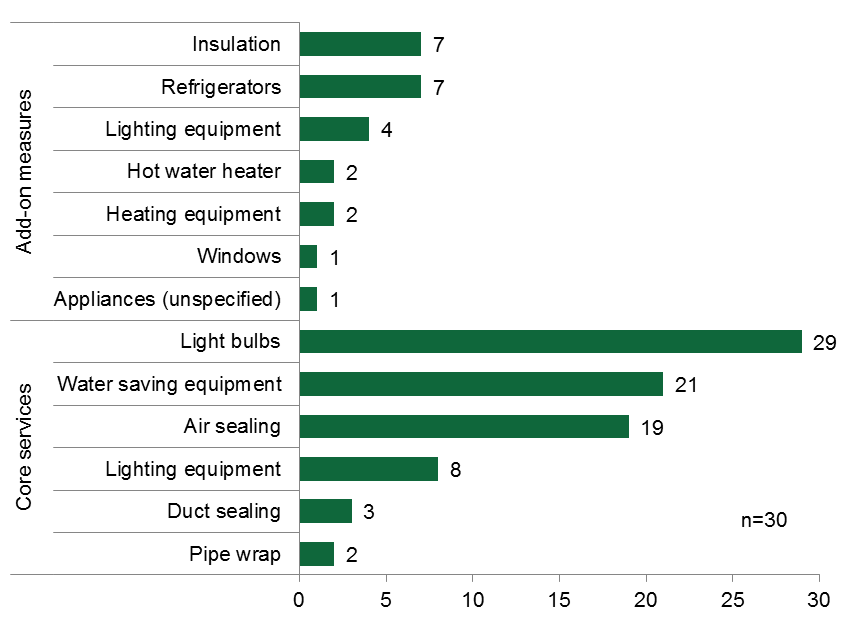 Add-on measures
Insulation 7
Refrigerators 7
Lighting equipment 4
Hot water heater 2
Heating equipment 2
Windows 1
Appliances (unspecified) 1
Core services
Light bulbs 29
Water saving equipment 21
Air sealing 19
Lighting equipment 8
Duct sealing 3
n=30
Pipe wrap 2
0 5 10 15 20 25 30